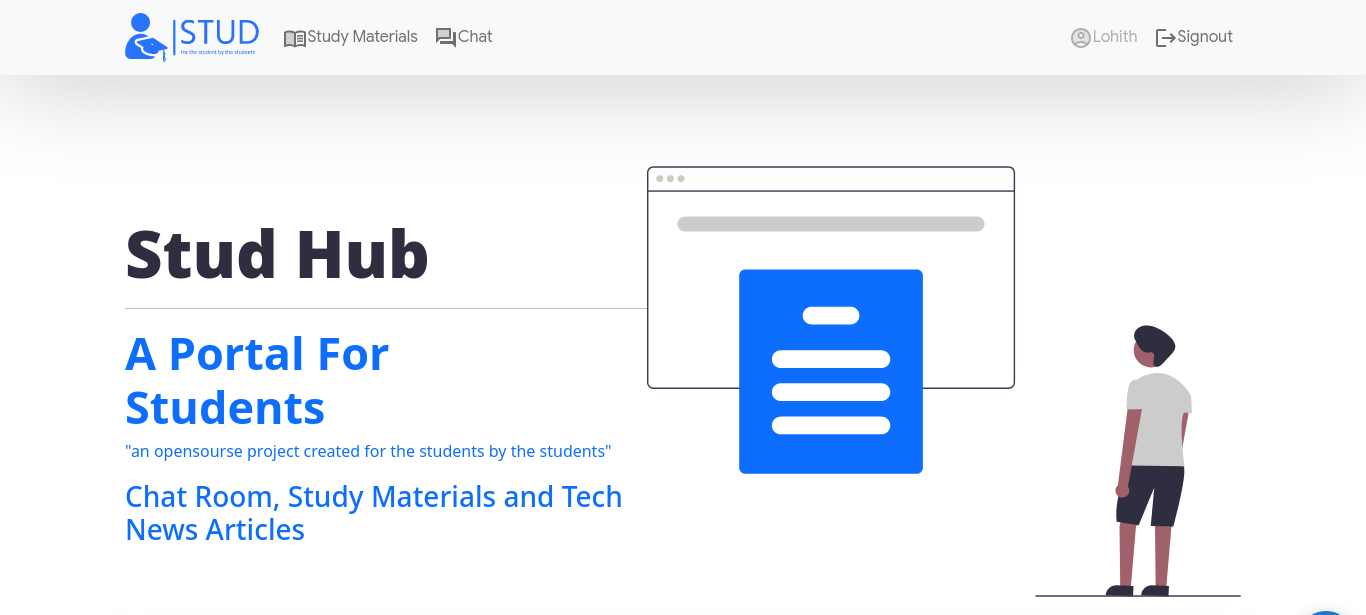 STUD
for the student by the students
Study Materials
Chat
Lohith
Signout
Stud Hub
A Portal For
Students
"an opensourse project created for the students by the students"
Chat Room, Study Materials and Tech
News Articles